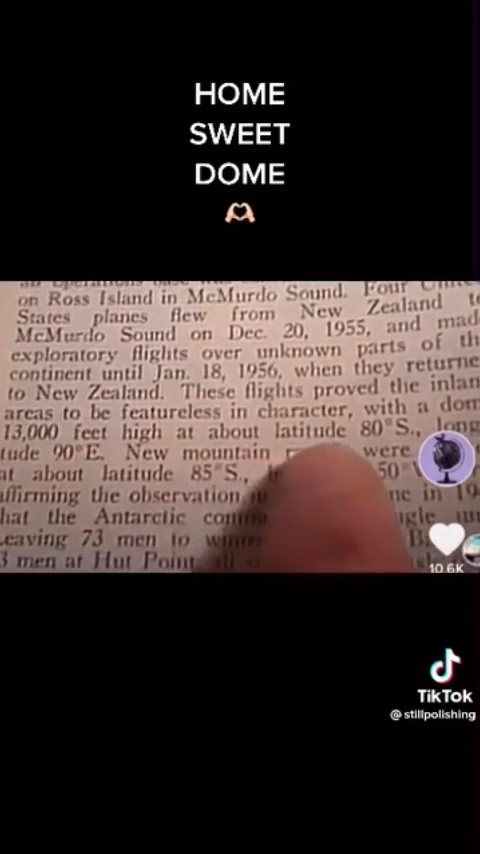 HOME
SWEET
DOME
on Ross Island in McMurdo Sound. Four
States planes flew from New Zealand
McMurdo Sound on Dec. 20, 1955, and mad
exploratory flights over unknown parts of th
continent until Jan. 18, 1956, when they returne
to New Zealand. These flights proved the inlan
areas to be featureless in character, with a dom
13,000 feet high at about latitude 80°S., long
tude 90°E. New mountain were
at about latitude 85°S., 50°
affirming the observation in 19
hat the Antarctic
Leaving 73 men to
3 men at Hut Point
10.6K
TikTok
@stillpolishing